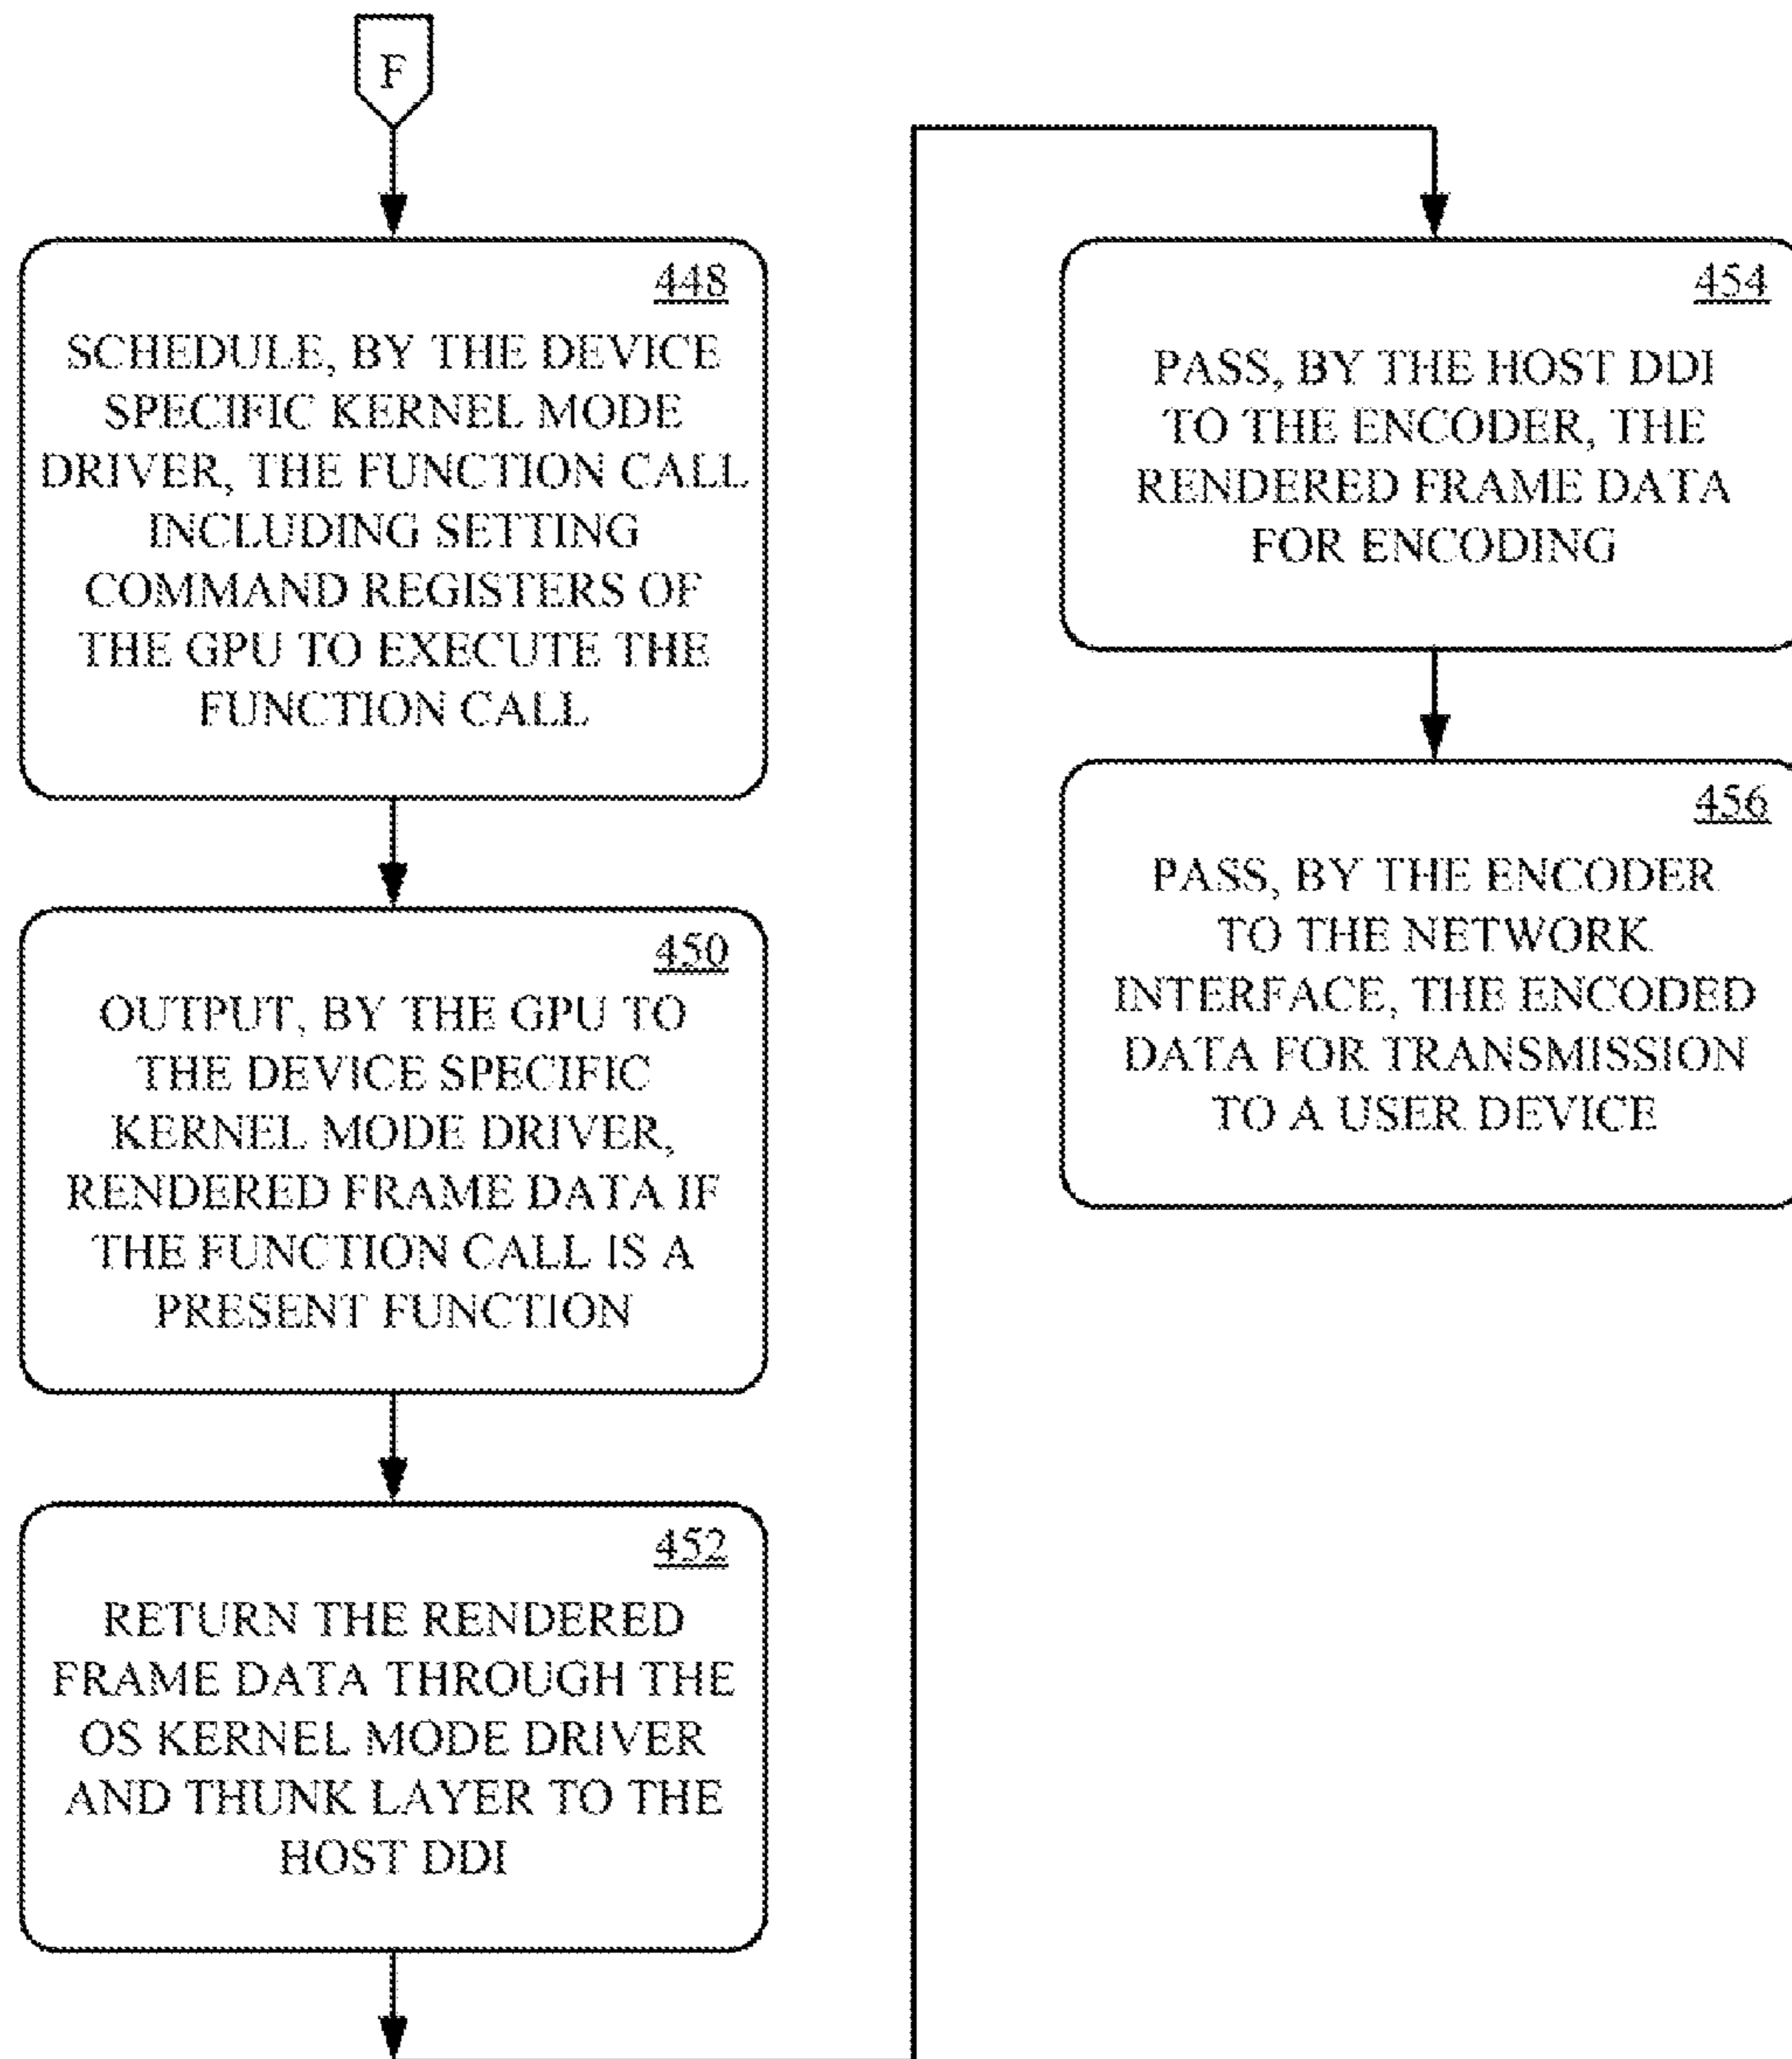 F
448
SCHEDULE, BY THE DEVICE
SPECIFIC KERNEL MODE
DRIVER, THE FUNCTION CALL
INCLUDING SETTING
COMMAND REGISTERS OF
THE GPU TO EXECUTE THE
FUNCTION CALL
450
OUTPUT, BY THE GPU TO
THE DEVICE SPECIFIC
KERNEL MODE DRIVER,
RENDERED FRAME DATA IF
THE FUNCTION CALL IS A
PRESENT FUNCTION
452
RETURN THE RENDERED
FRAME DATA THROUGH THE
OS KERNEL MODE DRIVER
AND THUNK LAYER TO THE
HOST DDI
454
PASS, BY THE HOST DDI
TO THE ENCODER, THE
RENDERED FRAME DATA
FOR ENCODING
456
PASS, BY THE ENCODER
TO THE NETWORK
INTERFACE, THE ENCODED
DATA FOR TRANSMISSION
TO A USER DEVICE